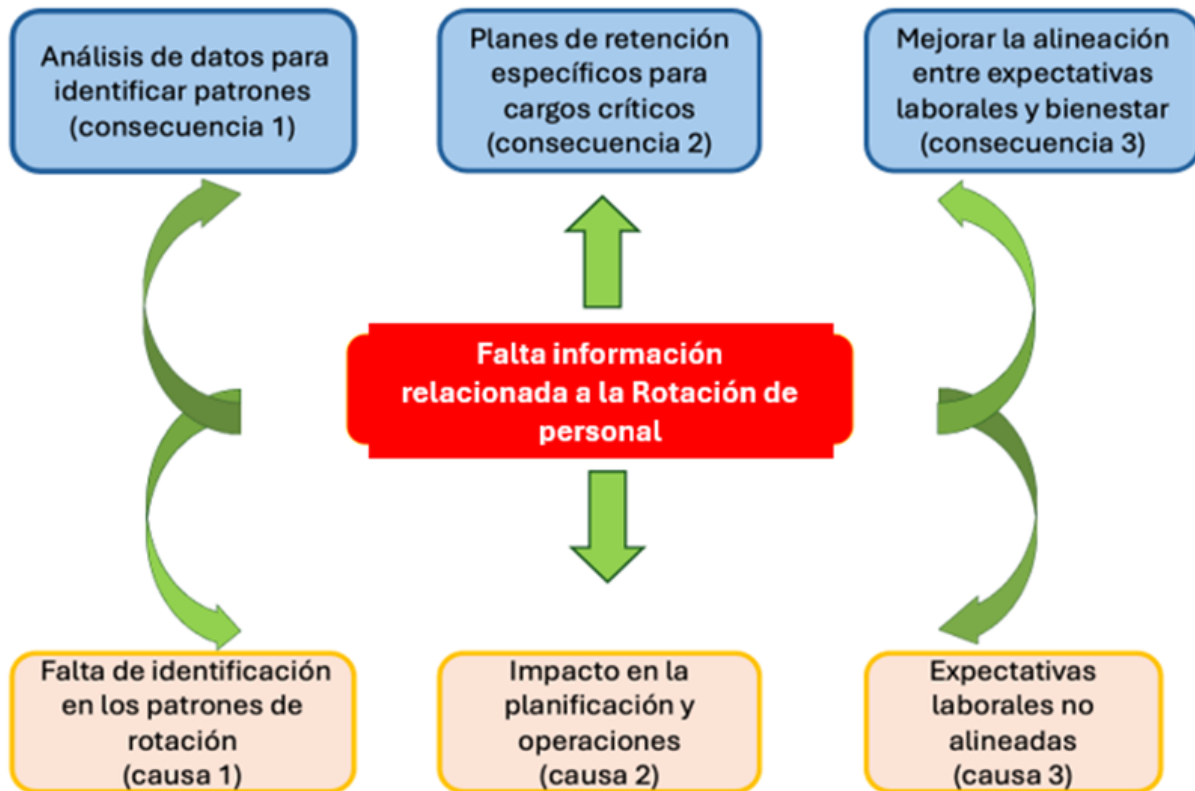 Análisis de datos para
identificar patrones
(consecuencia 1)
Planes de retención
específicos para
cargos críticos
(consecuencia 2)
Mejorar la alineación
entre expectativas
laborales y bienestar
(consecuencia 3)
Falta información
relacionada a la Rotación de
personal
Falta de identificación
en los patrones de
rotación
(causa 1)
Impacto en la
planificación y
operaciones
(causa 2)
Expectativas
laborales no
alineadas
(causa 3)